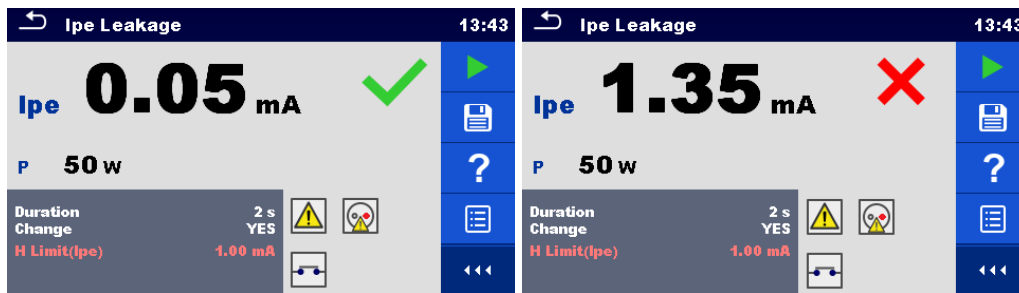 Ipe Leakage 13:43
Ipe 0.05 mA
P 50 W
?
Duration 2 s
Change YES
H Limit(Ipe) 1.00 mA
Ipe Leakage 13:43
Ipe 1.35 mA
P 50 W
?
Duration 2 s
Change YES
H Limit(Ipe) 1.00 mA